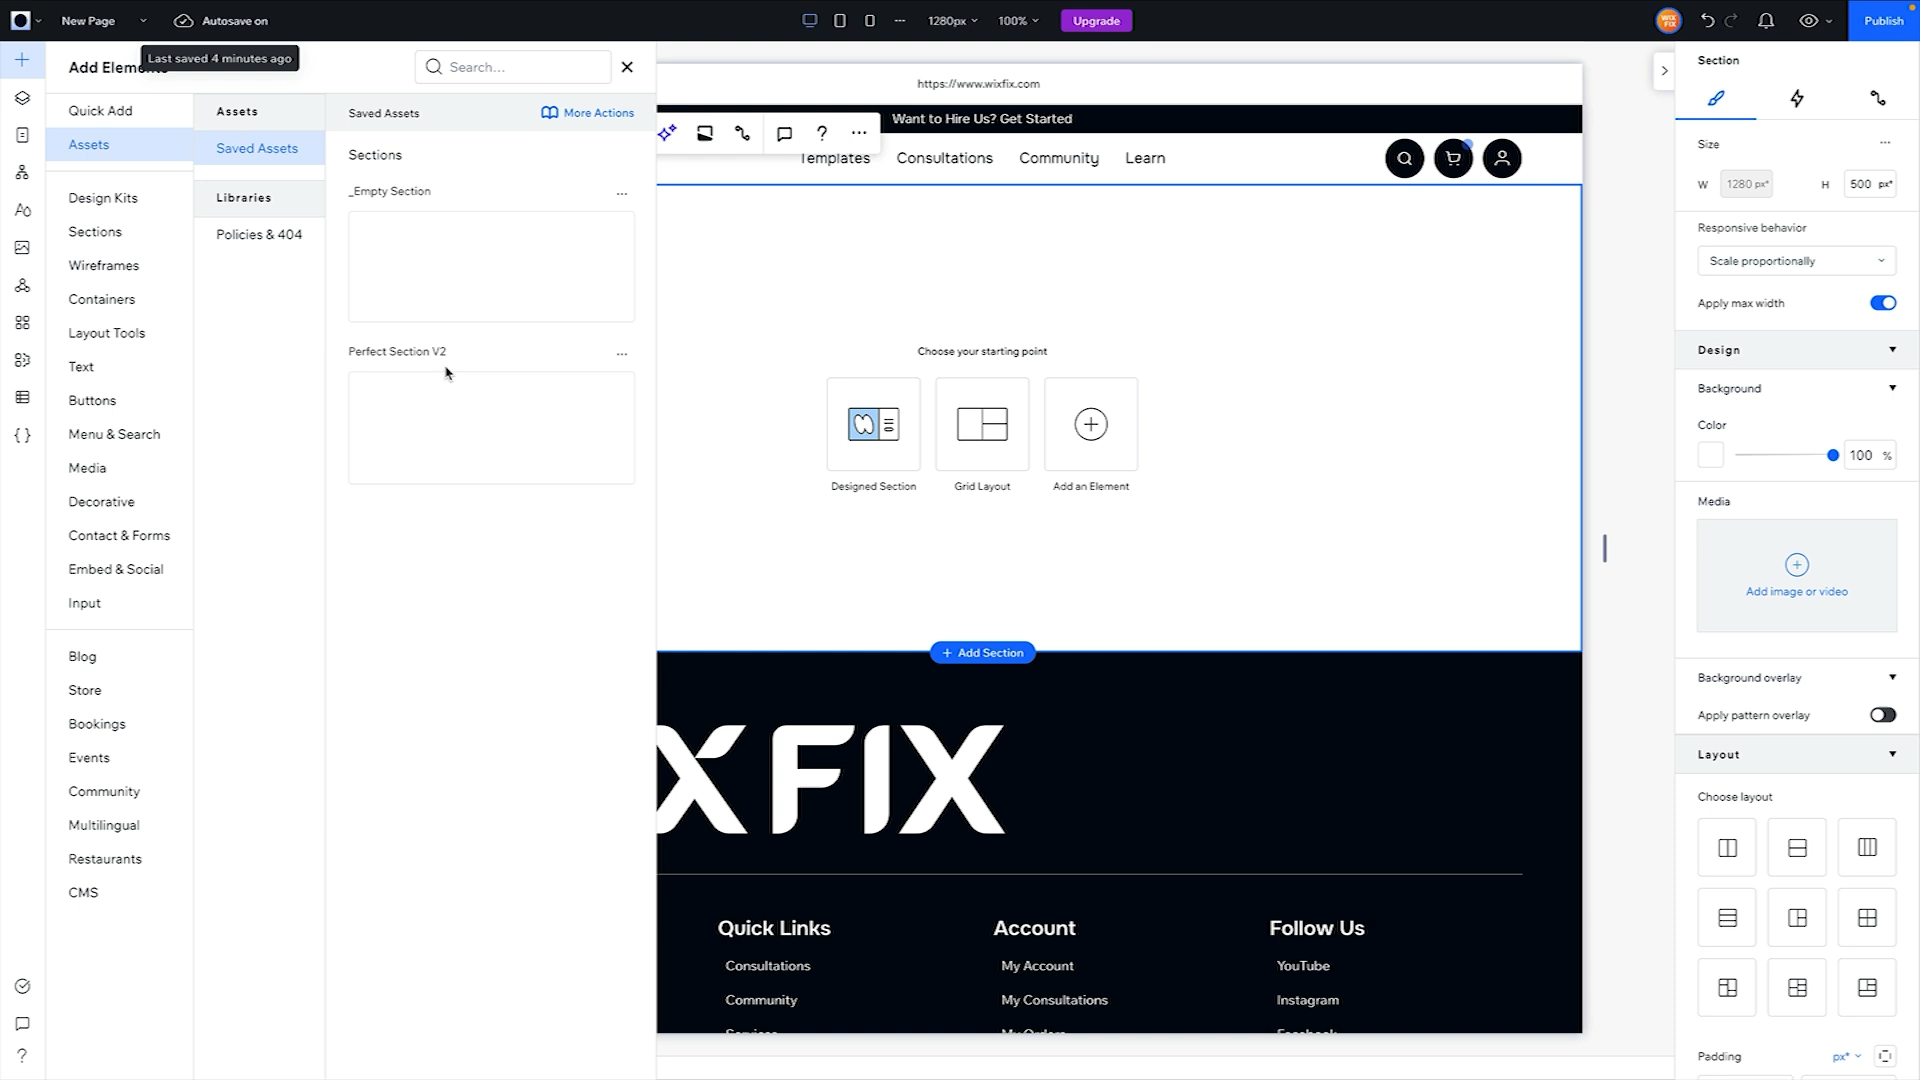 New Page
Autosave on
1280px
100%
Upgrade
Publish
Last saved 4 minutes ago
Add Elem
Search...
Quick Add
Assets
Design Kits
Sections
Wireframes
Containers
Layout Tools
Text
Buttons
Menu & Search
Media
Decorative
Contact & Forms
Embed & Social
Input
Blog
Store
Bookings
Events
Community
Multilingual
Restaurants
CMS
Assets
Saved Assets
Libraries
Policies & 404
Saved Assets
More Actions
Sections
_Empty Section
Perfect Section V2
https://www.wixfix.com
Want to Hire Us? Get Started
Templates
Consultations
Community
Learn
Choose your starting point
Designed Section
Grid Layout
Add an Element
+ Add Section
X FIX
Quick Links
Consultations
Community
Services
Account
My Account
My Consultations
My Orders
Follow Us
YouTube
Instagram
Facebook
Section
Size
W 1280 px* H 500 px*
Responsive behavior
Scale proportionally
Apply max width
Design
Background
Color
100 %
Media
Add image or video
Background overlay
Apply pattern overlay
Layout
Choose layout
Padding
px*